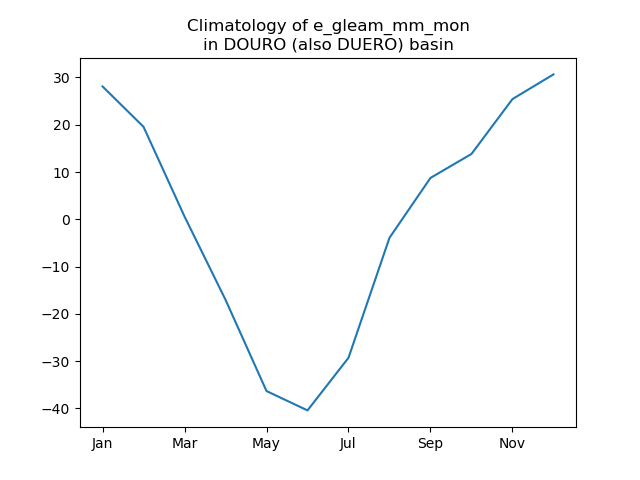 Climatology of e_gleam_mm_mon
in DOURO (also DUERO) basin
30
20
10
0
−10
−20
−30
−40
Jan Mar May Jul Sep Nov